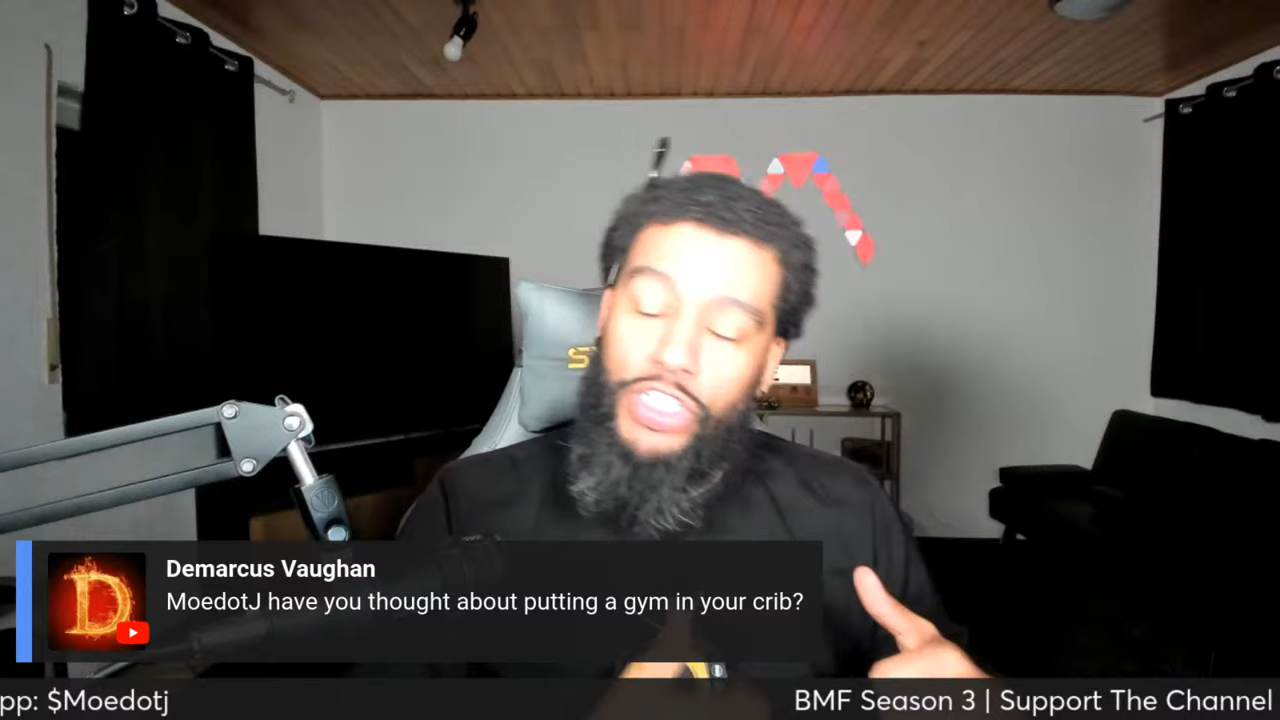 Demarcus Vaughan
MoedotJ have you thought about putting a gym in your crib?
pp: $Moedotj
BMF Season 3 | Support The Channel